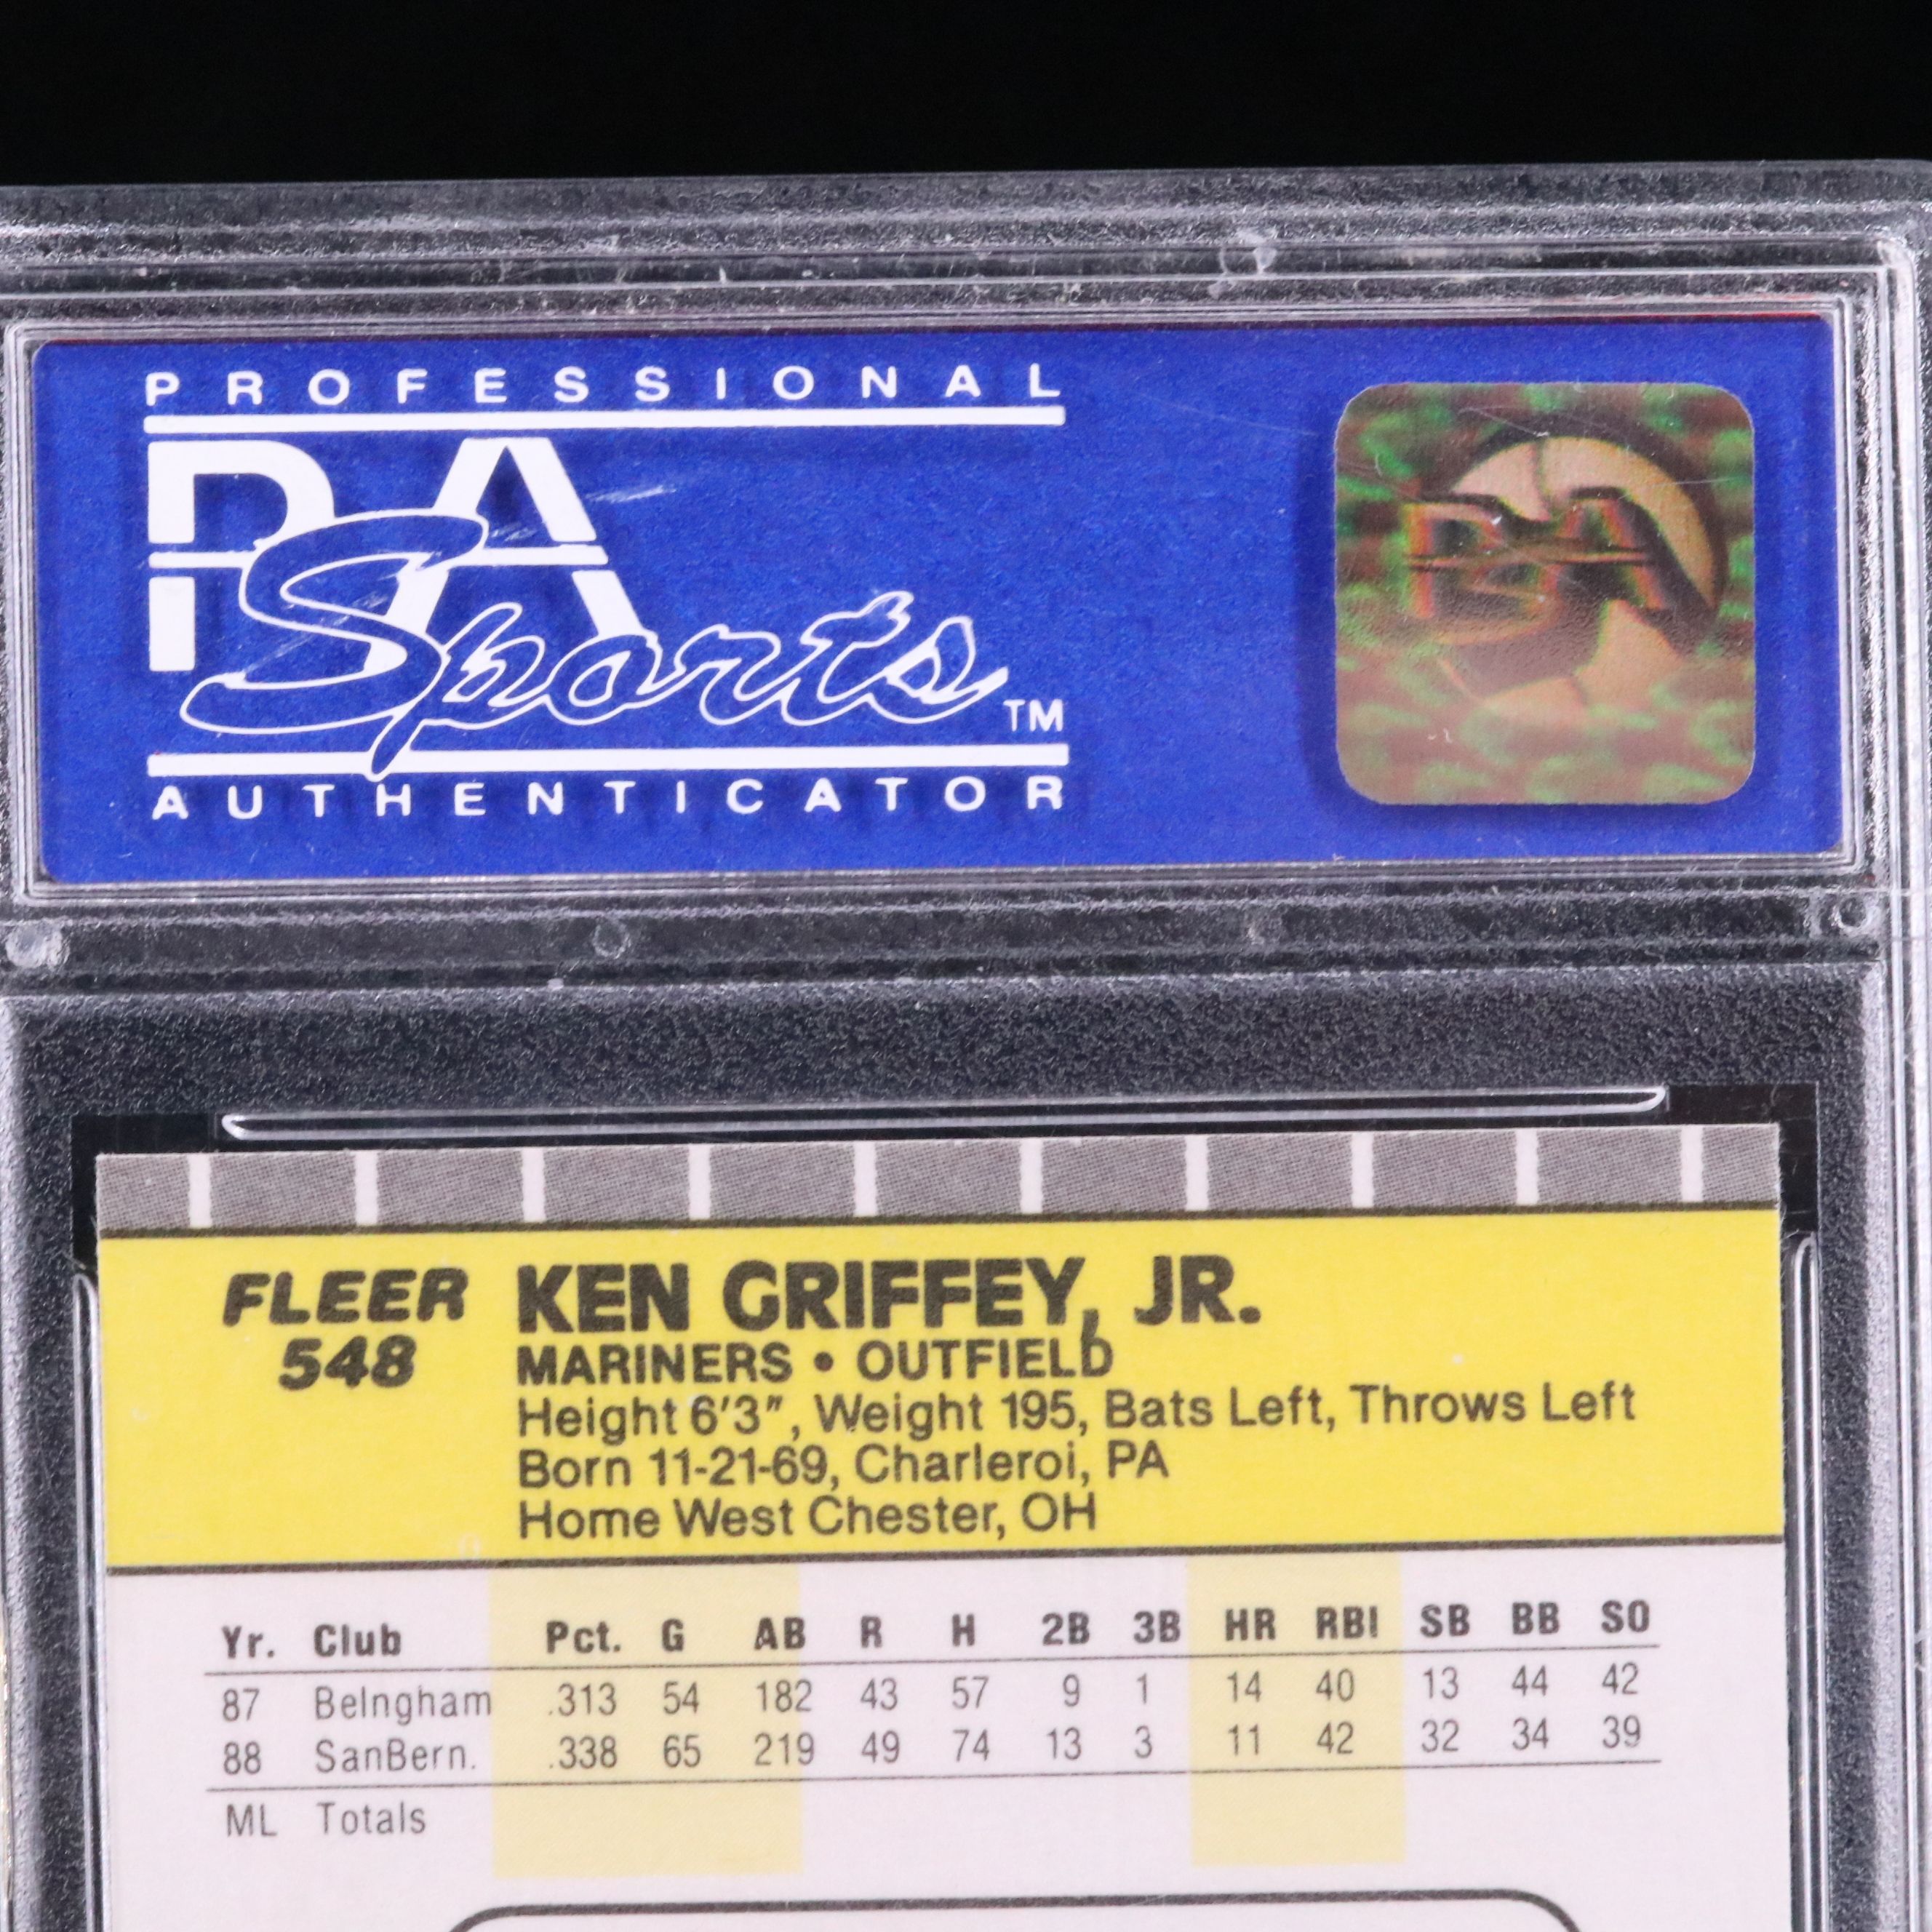 PROFESSIONAL
PA
Sports TM
AUTHENTICATOR
FLEER KEN GRIFFEY, JR.
548 MARINERS • OUTFIELD
Height 6'3", Weight 195, Bats Left, Throws Left
Born 11-21-69, Charleroi, PA
Home West Chester, OH
Yr. Club Pct. G AB R H 2B 3B HR RBI SB BB SO
87 Belngham .313 54 182 43 57 9 1 14 40 13 44 42
88 SanBern. .338 65 219 49 74 13 3 11 42 32 34 39
ML Totals